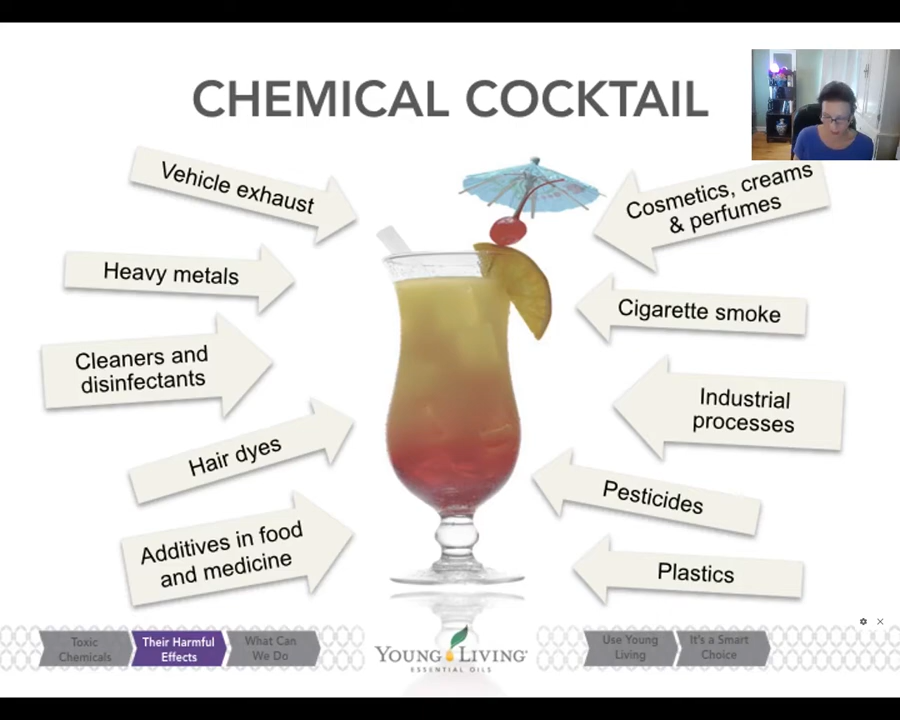 CHEMICAL COCKTAIL
Vehicle exhaust
Heavy metals
Cleaners and
disinfectants
Hair dyes
Additives in food
and medicine
Cosmetics, creams
& perfumes
Cigarette smoke
Industrial
processes
Pesticides
Plastics
Toxic
Chemicals
Their Harmful
Effects
What Can
We Do
YOUNG LIVING
ESSENTIAL OILS
Use Young
Living
It's a Smart
Choice